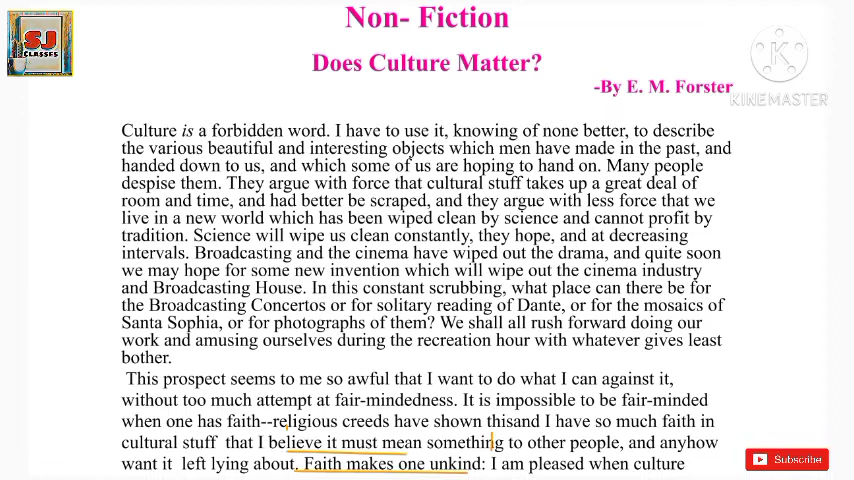 Non- Fiction
SJ
CLASSES
Does Culture Matter?
-By E. M. Forster
KINEMASTER
Culture is a forbidden word. I have to use it, knowing of none better, to describe
the various beautiful and interesting objects which men have made in the past, and
handed down to us, and which some of us are hoping to hand on. Many people
despise them. They argue with force that cultural stuff takes up a great deal of
room and time, and had better be scraped, and they argue with less force that we
live in a new world which has been wiped clean by science and cannot profit by
tradition. Science will wipe us clean constantly, they hope, and at decreasing
intervals. Broadcasting and the cinema have wiped out the drama, and quite soon
we may hope for some new invention which will wipe out the cinema industry
and Broadcasting House. In this constant scrubbing, what place can there be for
the Broadcasting Concertos or for solitary reading of Dante, or for the mosaics of
Santa Sophia, or for photographs of them? We shall all rush forward doing our
work and amusing ourselves during the recreation hour with whatever gives least
bother.
This prospect seems to me so awful that I want to do what I can against it,
without too much attempt at fair-mindedness. It is impossible to be fair-minded
when one has faith--religious creeds have shown thisand I have so much faith in
cultural stuff that I believe it must mean something to other people, and anyhow
want it left lying about. Faith makes one unkind: I am pleased when culture
Subscribe